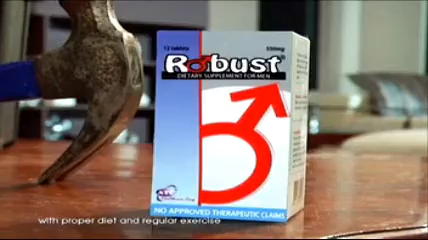 12 tablets 550mg
Robust
DIETARY SUPPLEMENT FOR MEN
NO APPROVED THERAPEUTIC CLAIMS
with proper diet and regular exercise